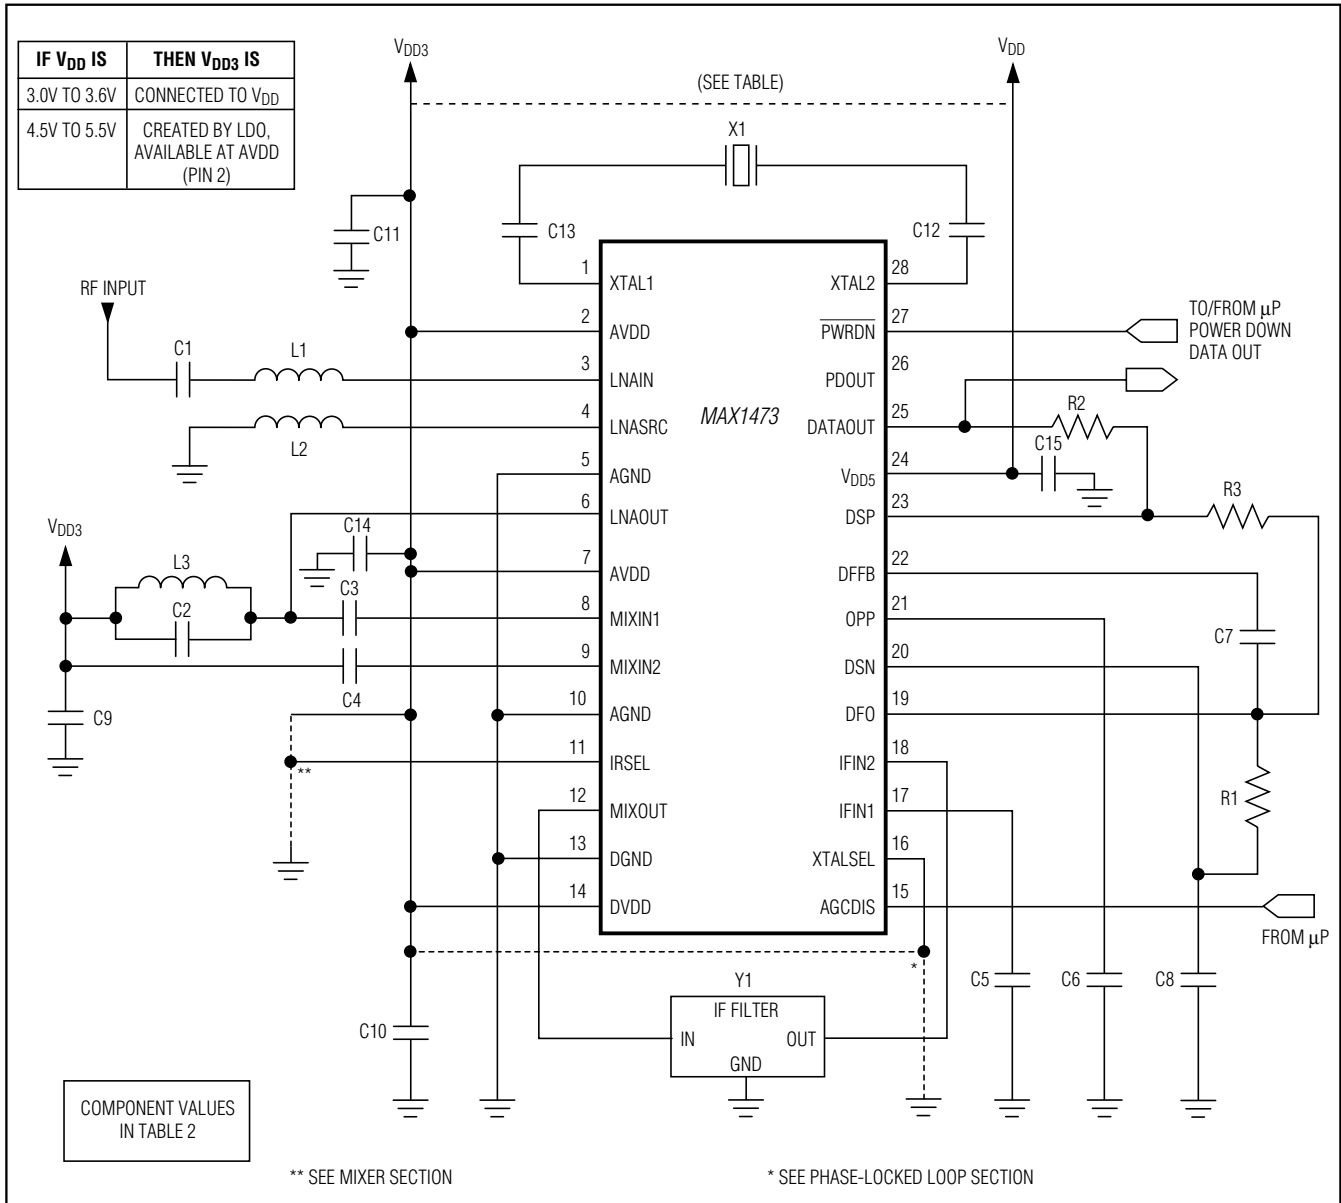 IF VDD IS THEN VDD3 IS
3.0V TO 3.6V CONNECTED TO VDD
4.5V TO 5.5V CREATED BY LDO,
AVAILABLE AT AVDD
(PIN 2)
VDD3
VDD
(SEE TABLE)
X1
C11
C13
C12
RF INPUT
C1
L1
L2
VDD3
L3
C2
C14
C3
C4
C9
**
C10
MAX1473
1 XTAL1
2 AVDD
3 LNAIN
4 LNASRC
5 AGND
6 LNAOUT
7 AVDD
8 MIXIN1
9 MIXIN2
10 AGND
11 IRSEL
12 MIXOUT
13 DGND
14 DVDD
XTAL2 28
PWRDN 27
PDOUT 26
DATAOUT 25
VDD5 24
DSP 23
DFFB 22
OPP 21
DSN 20
DFO 19
IFIN2 18
IFIN1 17
XTALSEL 16
AGCDIS 15
TO/FROM µP
POWER DOWN
DATA OUT
R2
C15
R3
C7
R1
FROM µP
*
Y1
IF FILTER
IN OUT
GND
C5
C6
C8
COMPONENT VALUES
IN TABLE 2
** SEE MIXER SECTION
* SEE PHASE-LOCKED LOOP SECTION